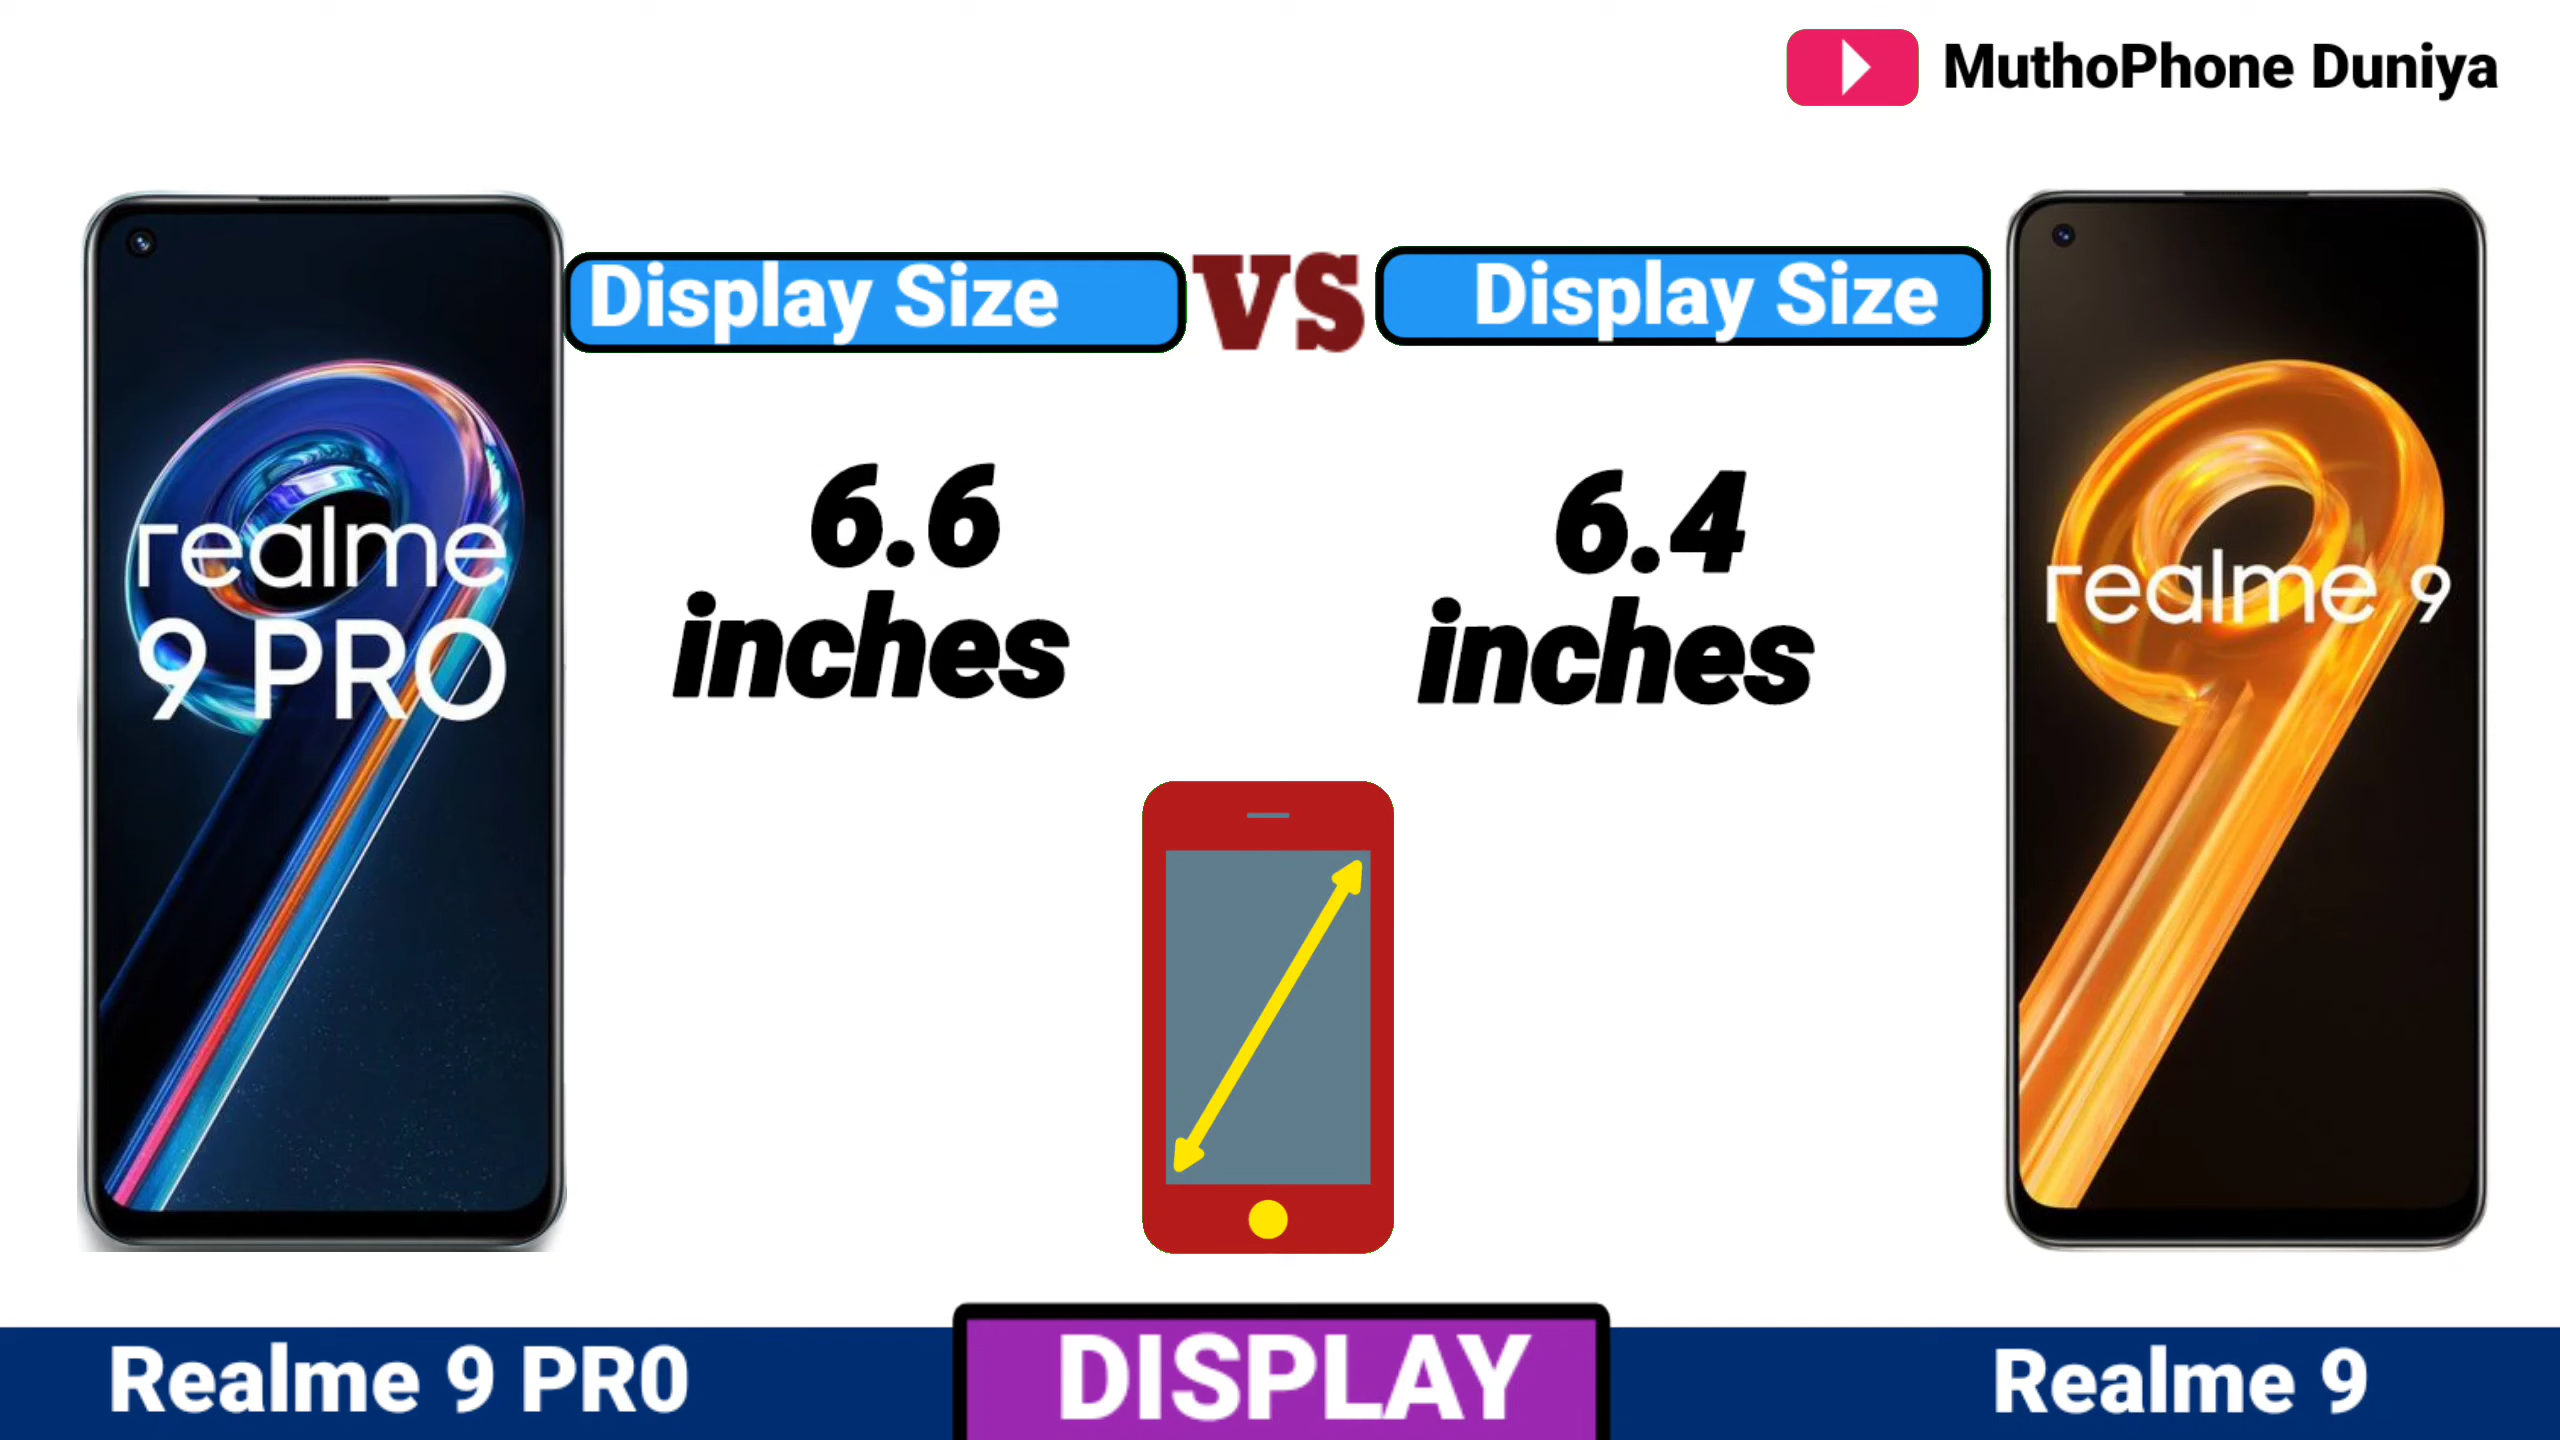 MuthoPhone Duniya
Display Size
VS
Display Size
6.6
inches
6.4
inches
realme
9 PRO
realme 9
Realme 9 PR0
DISPLAY
Realme 9